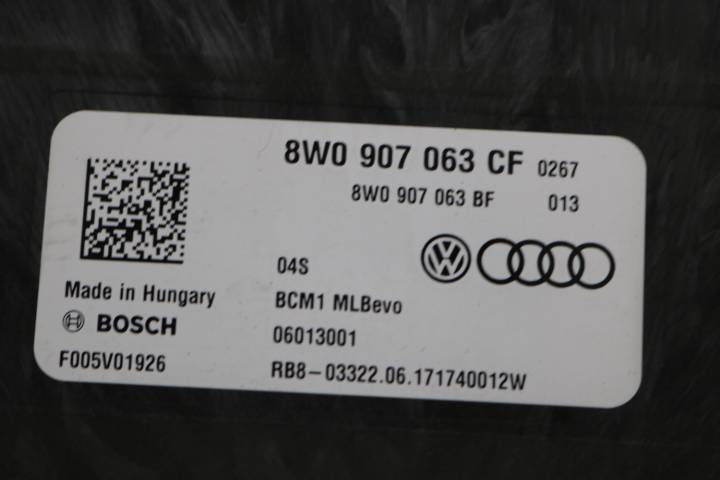 8W0 907 063 CF 0267
8W0 907 063 BF 013
04S
Made in Hungary
BCM1 MLBevo
BOSCH
06013001
F005V01926
RB8-03322.06.171740012W